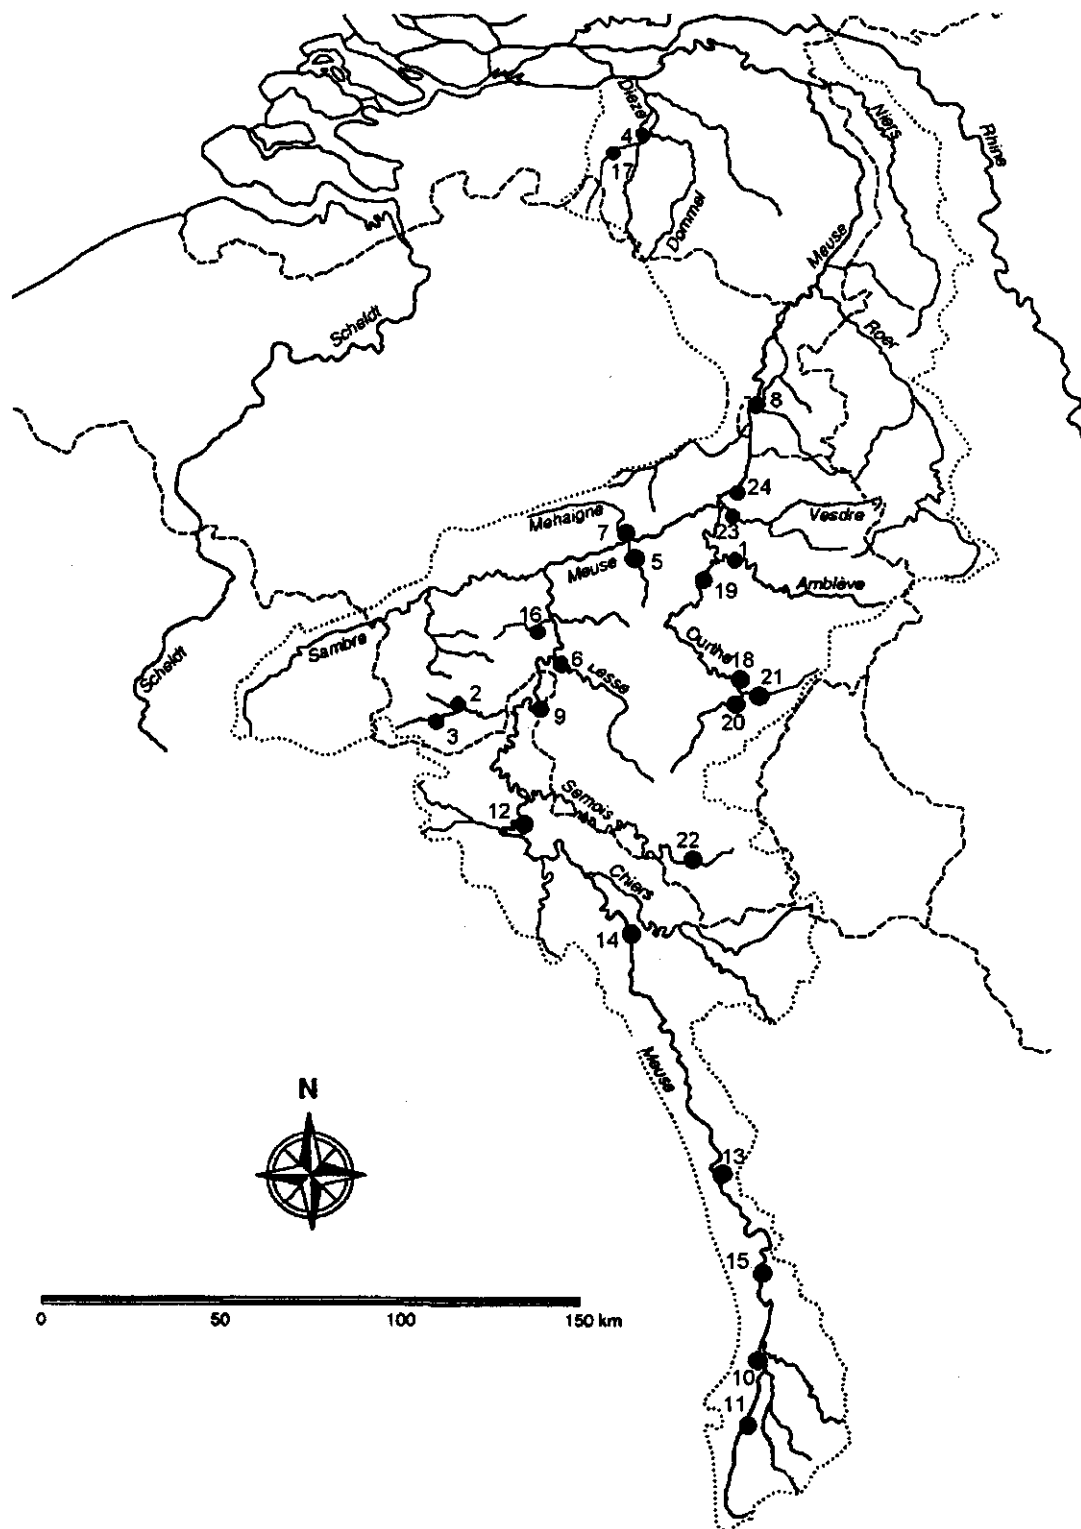 Dieze
4
17
Dommel
Niers
Rhine
Meuse
Roer
Scheldt
8
24
Mehaigne
Vesdre
7
23
1
Meuse
5
Amblève
19
16
Sambre
Ourthe
Scheldt
6
Lesse
18
21
2
20
9
3
Semois
12
22
Chiers
14
Meuse
N
13
15
0
50
100
150 km
10
11